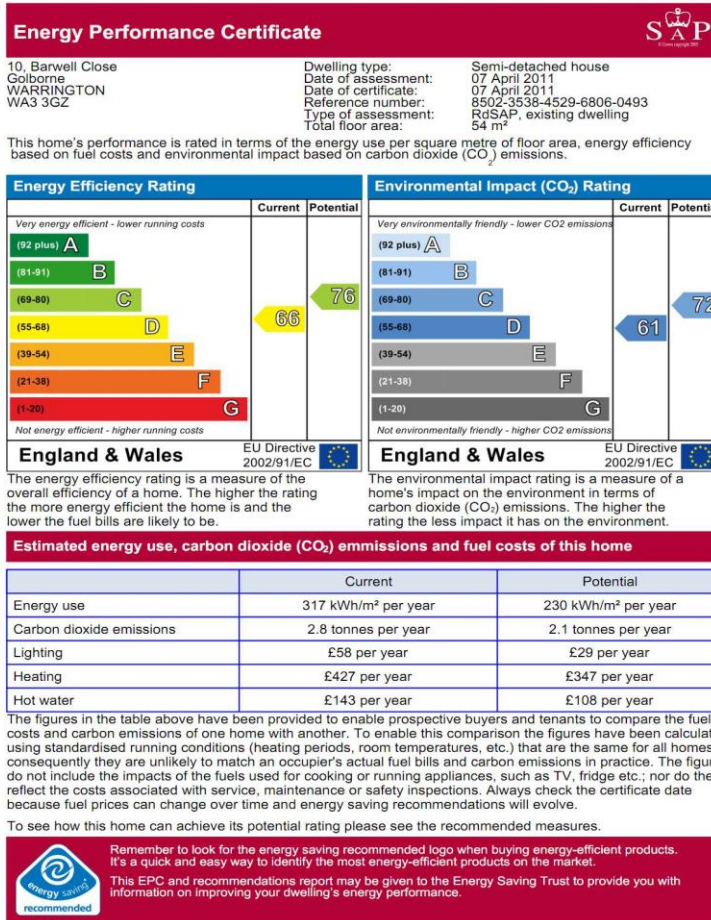 Energy Performance Certificate
SAP
10, Barwell Close
Golborne
WARRINGTON
WA3 3GZ
Dwelling type: Semi-detached house
Date of assessment: 07 April 2011
Date of certificate: 07 April 2011
Reference number: 8502-3538-4529-6806-0493
Type of assessment: RdSAP, existing dwelling
Total floor area: 54 m²
This home's performance is rated in terms of the energy use per square metre of floor area, energy efficiency
based on fuel costs and environmental impact based on carbon dioxide (CO₂) emissions.
Energy Efficiency Rating
Current Potential
Very energy efficient - lower running costs
(92 plus) A
(81-91) B
(69-80) C
(55-68) D
(39-54) E
(21-38) F
(1-20) G
66
76
Not energy efficient - higher running costs
England & Wales
EU Directive
2002/91/EC
Environmental Impact (CO₂) Rating
Current Potentia
Very environmentally friendly - lower CO2 emissions
(92 plus) A
(81-91) B
(69-80) C
(55-68) D
(39-54) E
(21-38) F
(1-20) G
61
72
Not environmentally friendly - higher CO2 emissions
England & Wales
EU Directive
2002/91/EC
The energy efficiency rating is a measure of the
overall efficiency of a home. The higher the rating
the more energy efficient the home is and the
lower the fuel bills are likely to be.
The environmental impact rating is a measure of a
home's impact on the environment in terms of
carbon dioxide (CO₂) emissions. The higher the
rating the less impact it has on the environment.
Estimated energy use, carbon dioxide (CO₂) emmissions and fuel costs of this home
Current Potential
Energy use 317 kWh/m² per year 230 kWh/m² per year
Carbon dioxide emissions 2.8 tonnes per year 2.1 tonnes per year
Lighting £58 per year £29 per year
Heating £427 per year £347 per year
Hot water £143 per year £108 per year
The figures in the table above have been provided to enable prospective buyers and tenants to compare the fuel
costs and carbon emissions of one home with another. To enable this comparison the figures have been calculat
using standardised running conditions (heating periods, room temperatures, etc.) that are the same for all homes
consequently they are unlikely to match an occupier's actual fuel bills and carbon emissions in practice. The figur
do not include the impacts of the fuels used for cooking or running appliances, such as TV, fridge etc.; nor do the
reflect the costs associated with service, maintenance or safety inspections. Always check the certificate date
because fuel prices can change over time and energy saving recommendations will evolve.
To see how this home can achieve its potential rating please see the recommended measures.
Remember to look for the energy saving recommended logo when buying energy-efficient products.
It's a quick and easy way to identify the most energy-efficient products on the market.
This EPC and recommendations report may be given to the Energy Saving Trust to provide you with
information on improving your dwelling's energy performance.
energy saving
recommended